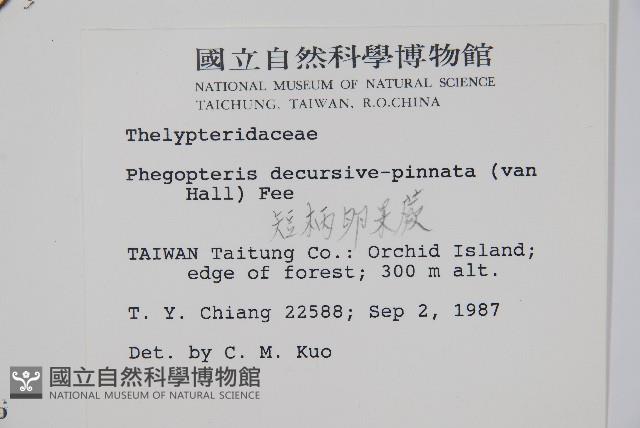 國立自然科學博物館
NATIONAL MUSEUM OF NATURAL SCIENCE
TAICHUNG, TAIWAN, R.O.CHINA
Thelypteridaceae
Phegopteris decursive-pinnata (van
Hall) Fee
短柄卵果蕨
TAIWAN Taitung Co.: Orchid Island;
edge of forest; 300 m alt.
T. Y. Chiang 22588; Sep 2, 1987
Det. by C. M. Kuo
國立自然科學博物館
NATIONAL MUSEUM OF NATURAL SCIENCE